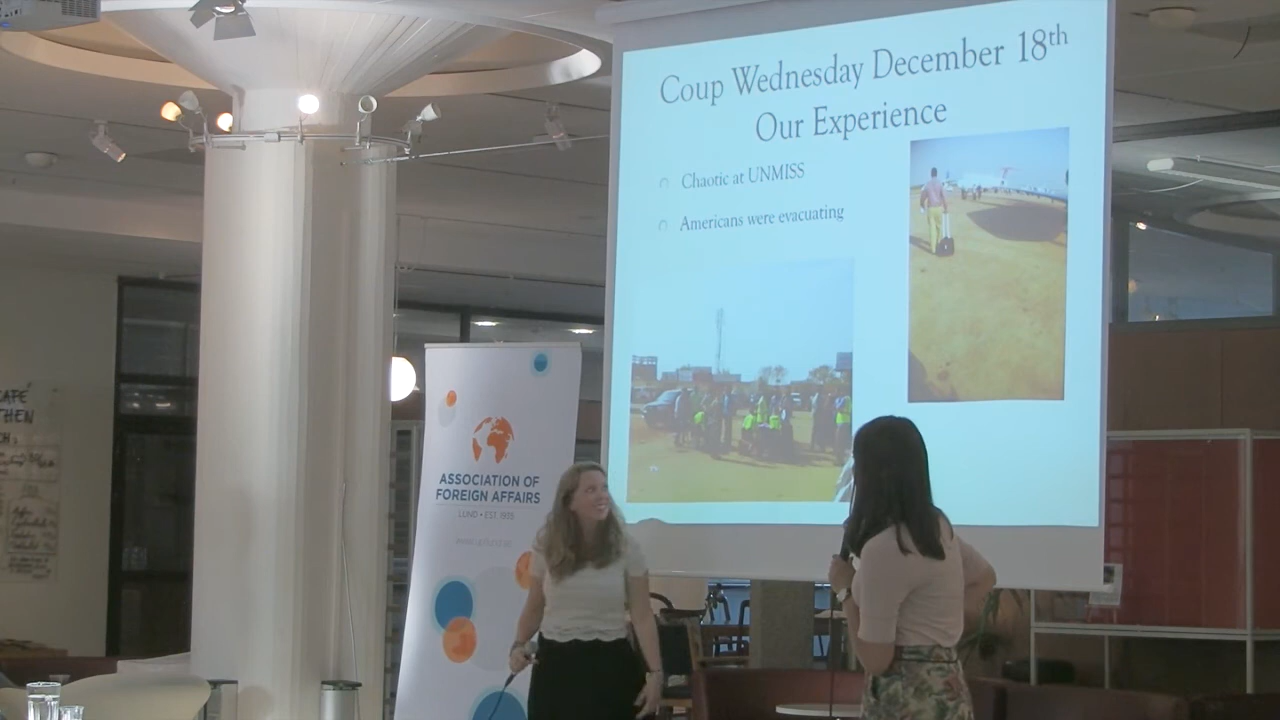 Coup Wednesday December 18th
Our Experience
Chaotic at UNMISS
Americans were evacuating
ASSOCIATION OF
FOREIGN AFFAIRS
LUND • EST. 1935
CAFÉ